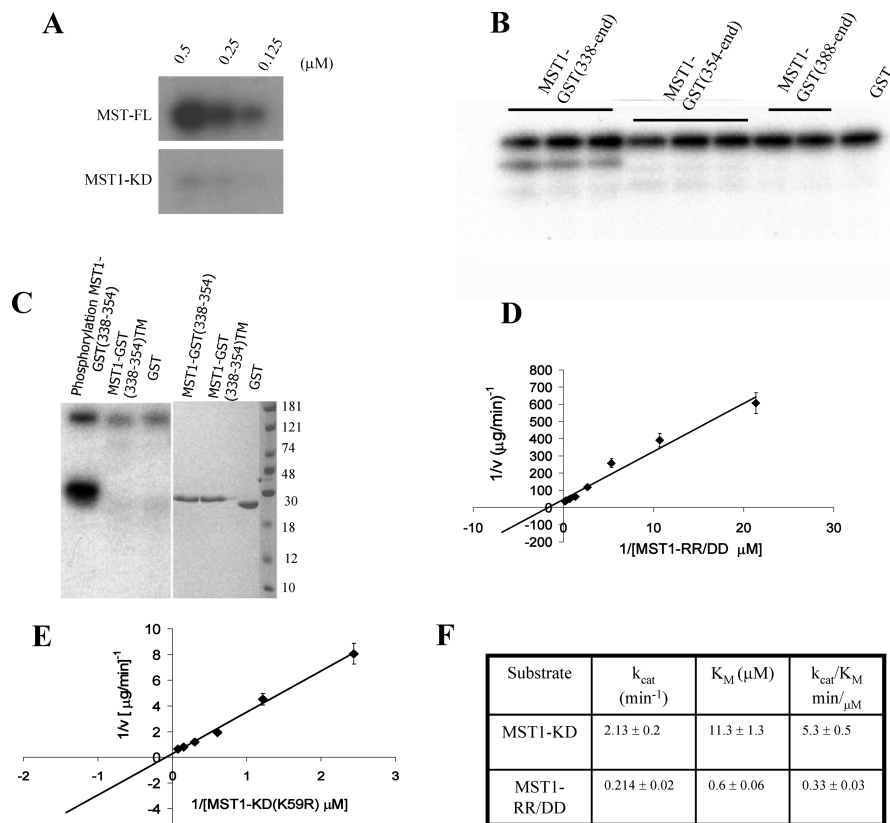 A
0.5 0.25 0.125 (μM)
MST-FL
MST1-KD
B
MST1-
GST(338-end)
MST1-
GST(354-end)
MST1-
GST(388-end)
GST
C
Phosphorylation MST1-
GST(338-354)
MST1-GST
(338-354)TM
GST
MST1-GST(338-354)
MST1-GST
(338-354)TM
GST
181
121
74
48
30
18
12
10
D
1/v (μg/min)⁻¹
800
700
600
500
400
300
200
100
0
-100
-200
-10 0 10 20 30
1/[MST1-RR/DD μM]
E
1/v [ μg/min]⁻¹
10
8
6
4
2
0
-2
-4
-2 -1 0 1 2 3
1/[MST1-KD(K59R) μM]
F
Substrate kcat (min⁻¹) KM (μM) kcat/KM min/μM
MST1-KD 2.13 ± 0.2 11.3 ± 1.3 5.3 ± 0.5
MST1-RR/DD 0.214 ± 0.02 0.6 ± 0.06 0.33 ± 0.03